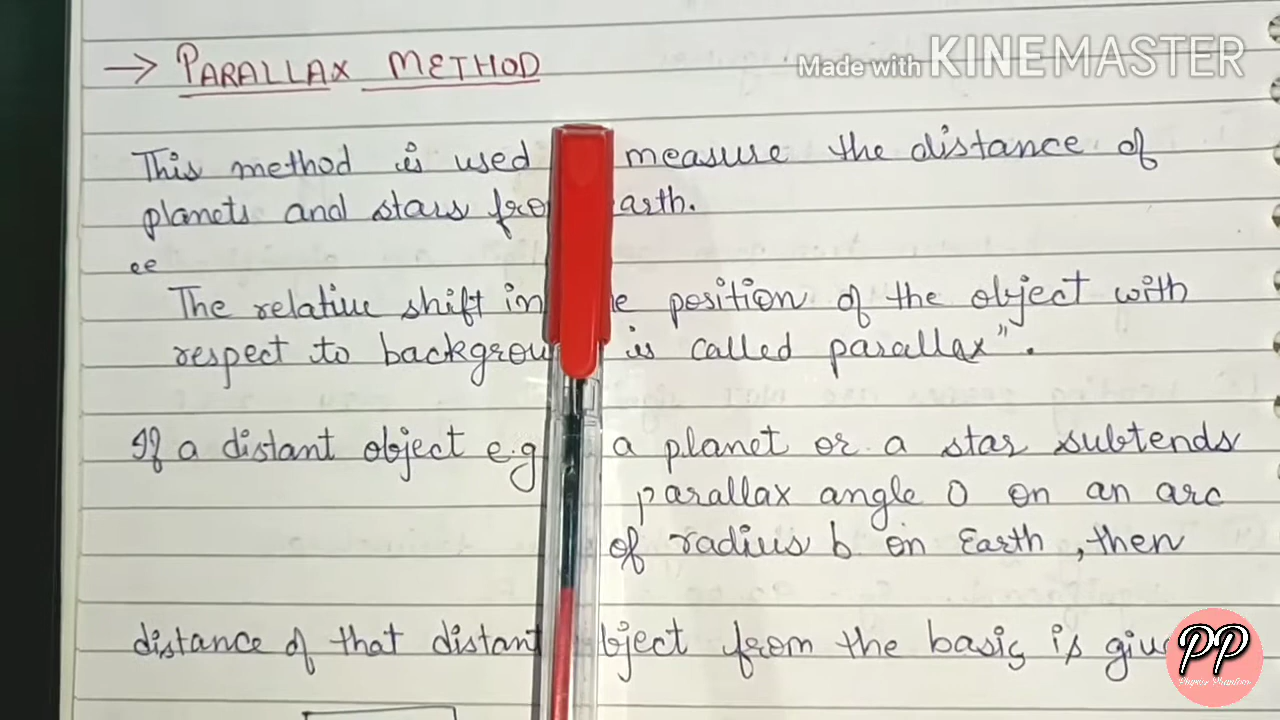 → PARALLAX METHOD
Made with KINEMASTER
This method is used measure the distance of
planets and stars fro arth.
"
The relative shift in e position of the object with
respect to backgrou is called parallax".
If a distant object e.g a planet or a star subtends
parallax angle θ on an arc
of radius b on Earth, then
distance of that distant bject from the basis is giv
PP